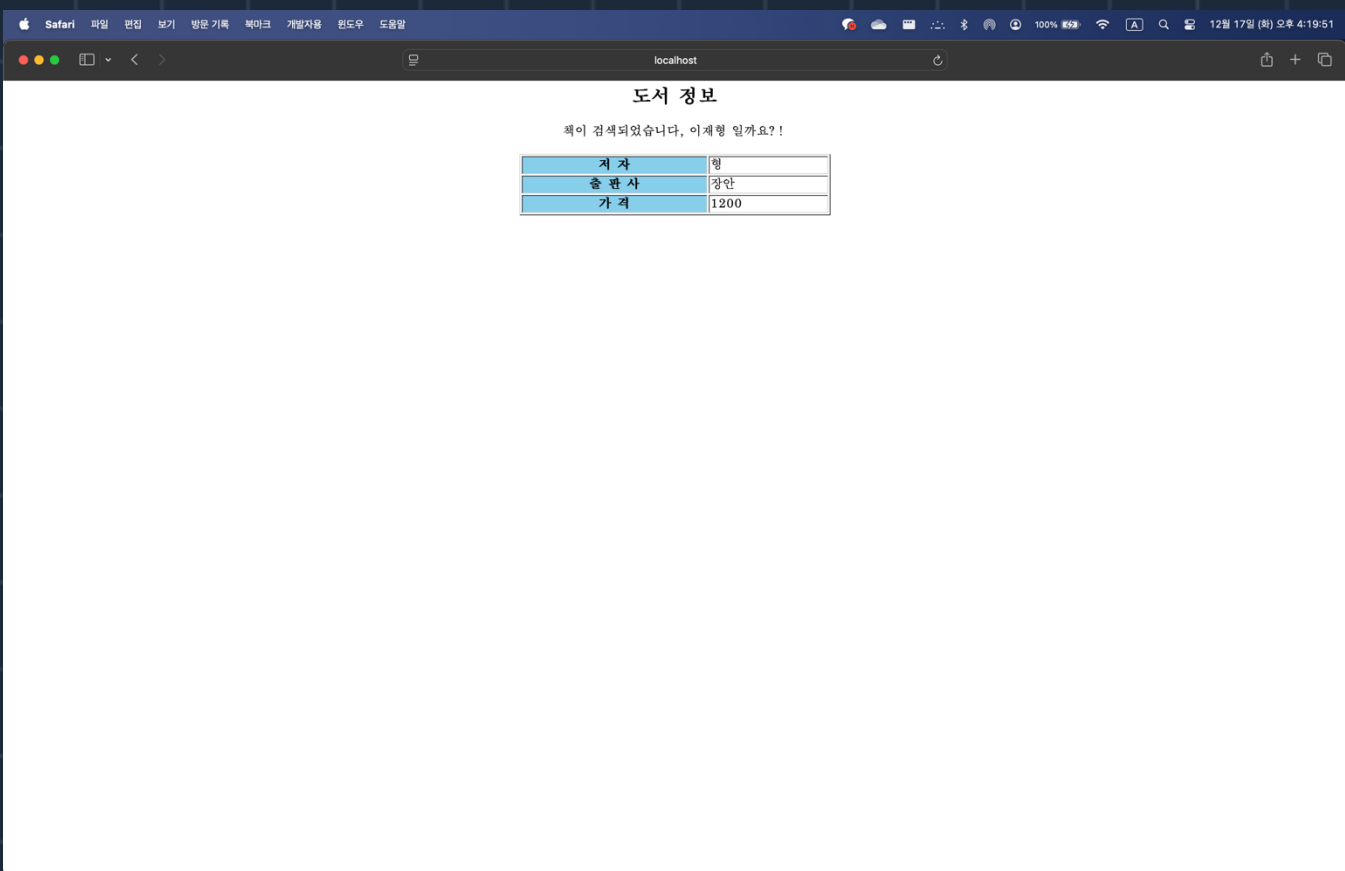 Safari 파일 편집 보기 방문 기록 북마크 개발자용 윈도우 도움말 100% A 12월 17일 (화) 오후 4:19:51
localhost
도서 정보
책이 검색되었습니다, 이재형 일까요? !
저 자 형
출 판 사 장안
가 격 1200